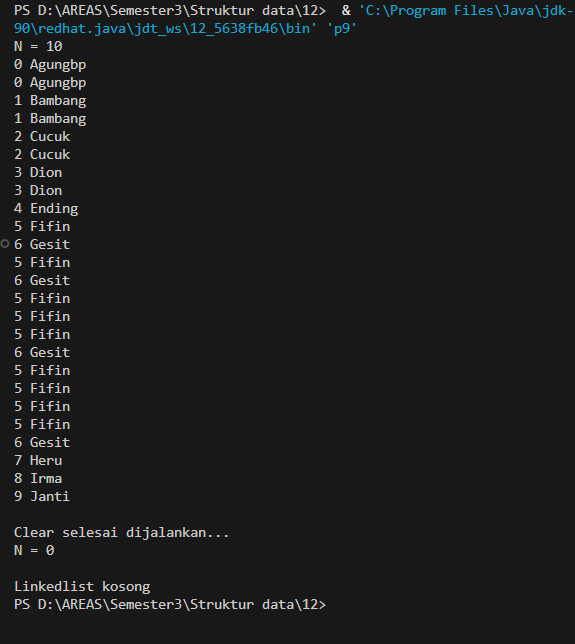 PS D:\AREAS\Semester3\Struktur data\12>  & 'C:\Program Files\Java\jdk-
90\redhat.java\jdt_ws\12_5638fb46\bin' 'p9'
N = 10
0 Agungbp
0 Agungbp
1 Bambang
1 Bambang
2 Cucuk
2 Cucuk
3 Dion
3 Dion
4 Ending
5 Fifin
6 Gesit
5 Fifin
6 Gesit
5 Fifin
5 Fifin
5 Fifin
6 Gesit
5 Fifin
5 Fifin
5 Fifin
5 Fifin
6 Gesit
7 Heru
8 Irma
9 Janti

Clear selesai dijalankan...
N = 0

Linkedlist kosong
PS D:\AREAS\Semester3\Struktur data\12>